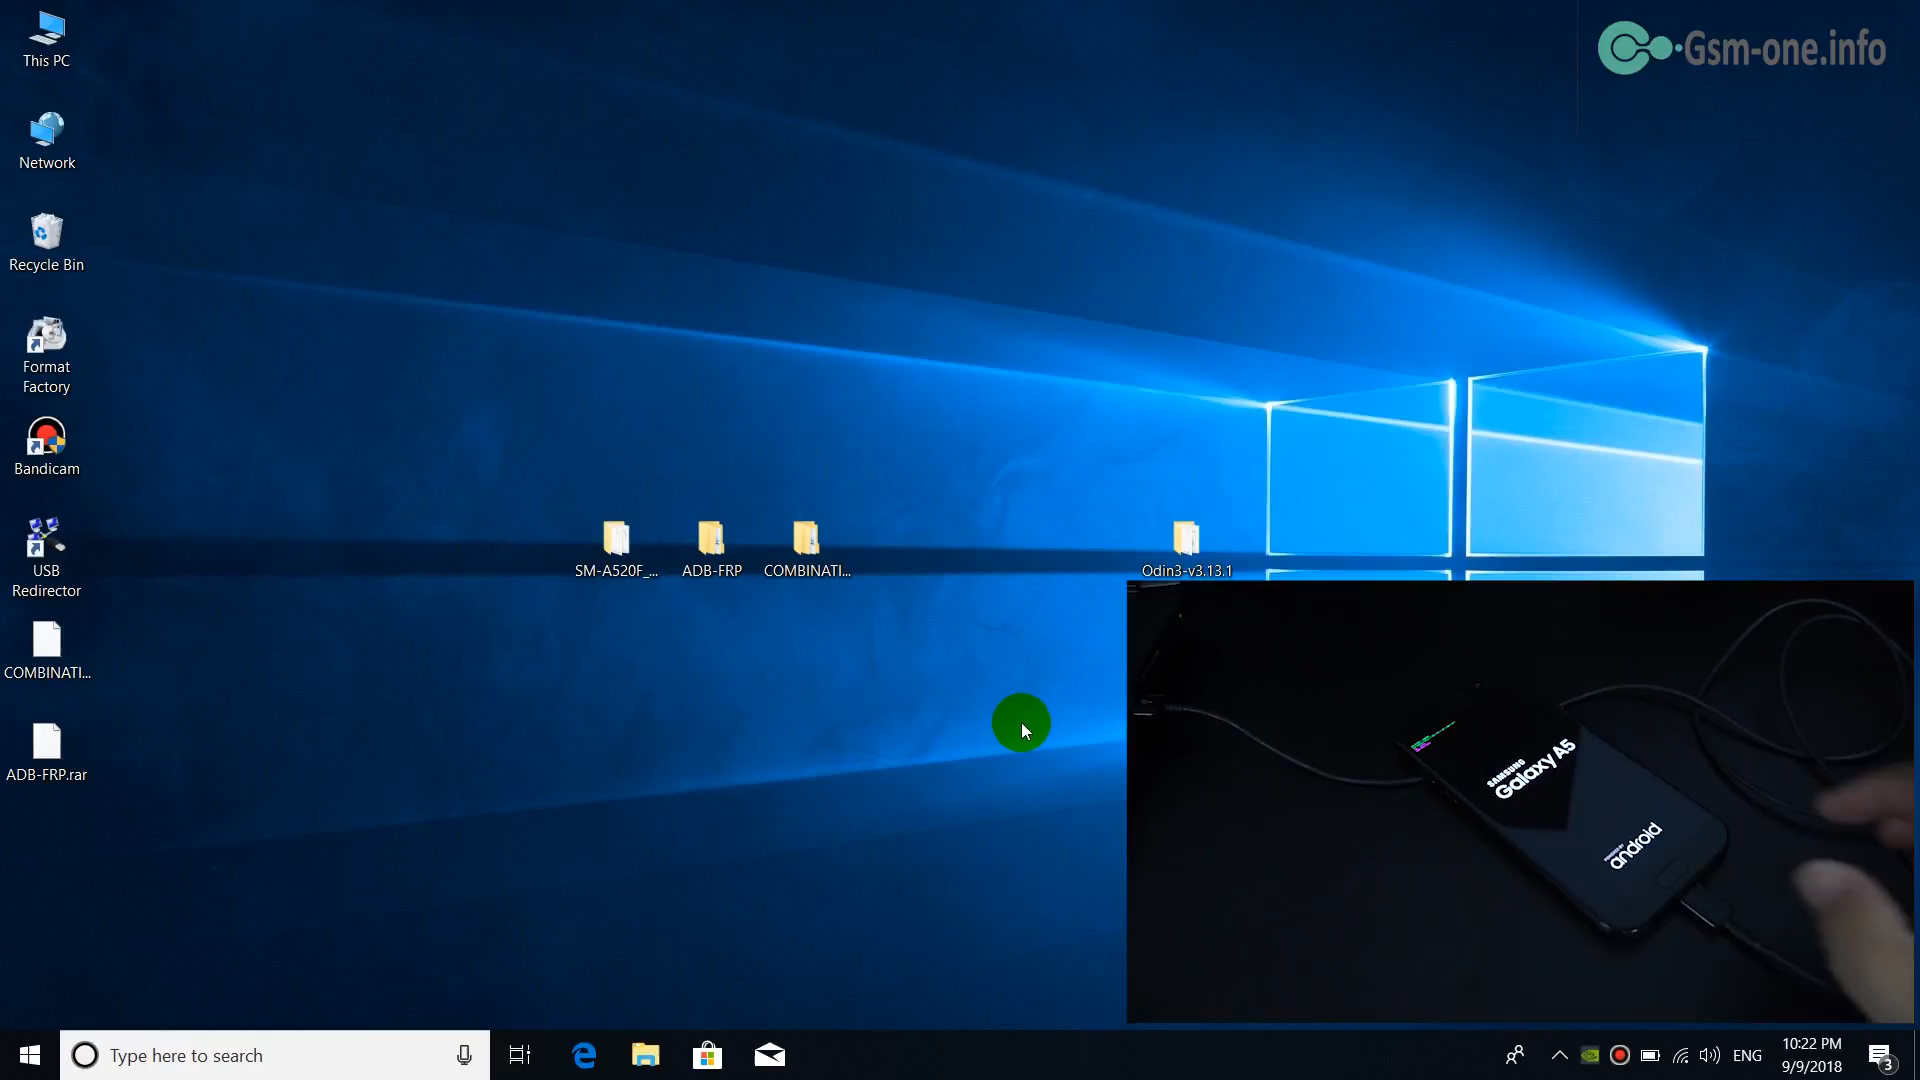 This PC
Network
Recycle Bin
Format
Factory
Bandicam
USB
Redirector
COMBINATI...
ADB-FRP.rar
SM-A520F_...
ADB-FRP
COMBINATI...
Odin3-v3.13.1
Gsm-one.info
SAMSUNG
Galaxy A5
POWERED BY
android
Type here to search
ENG
10:22 PM
9/9/2018
3